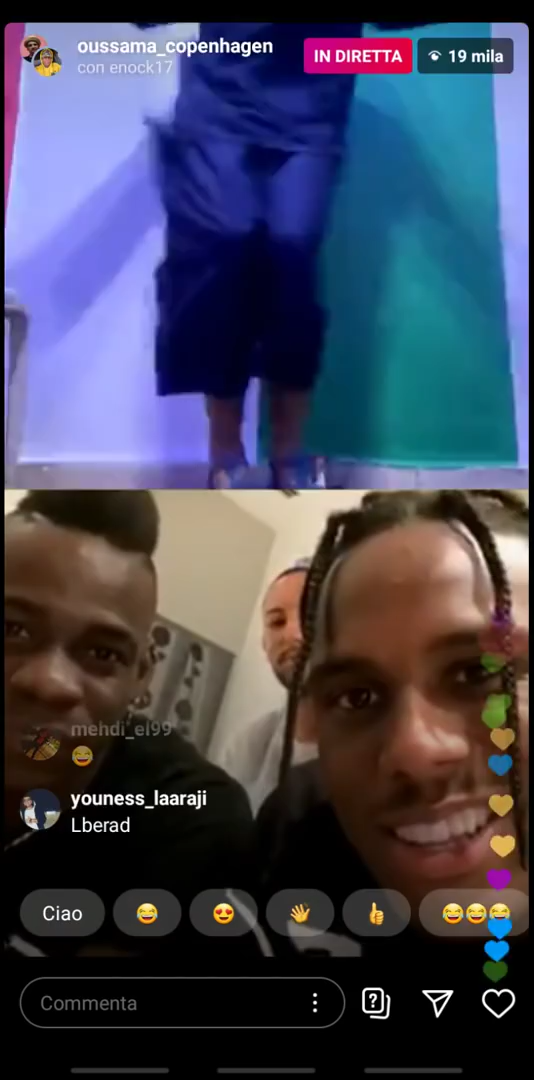 oussama_copenhagen
con enock17
IN DIRETTA
19 mila
mehdi_el99
😂
youness_laaraji
Lberad
Ciao
😂 😍 👋 👍 😂😂😂
Commenta